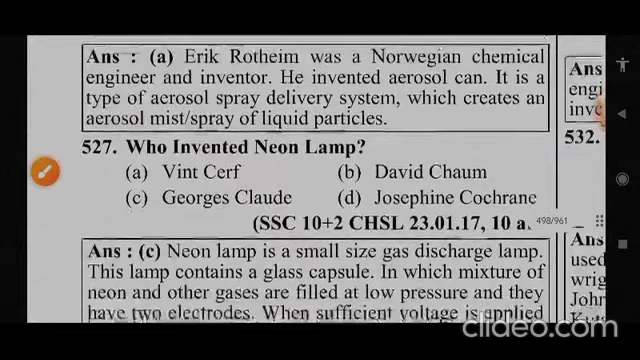 Ans : (a) Erik Rotheim was a Norwegian chemical
engineer and inventor. He invented aerosol can. It is a
type of aerosol spray delivery system, which creates an
aerosol mist/spray of liquid particles.
527. Who Invented Neon Lamp?
(a) Vint Cerf (b) David Chaum
(c) Georges Claude (d) Josephine Cochrane
(SSC 10+2 CHSL 23.01.17, 10 a.
498/961
Ans : (c) Neon lamp is a small size gas discharge lamp.
This lamp contains a glass capsule. In which mixture of
neon and other gases are filled at low pressure and they
have two electrodes. When sufficient voltage is applied
Ans
engi
inve
532.
Ans
used
wrig
John
clideo.com